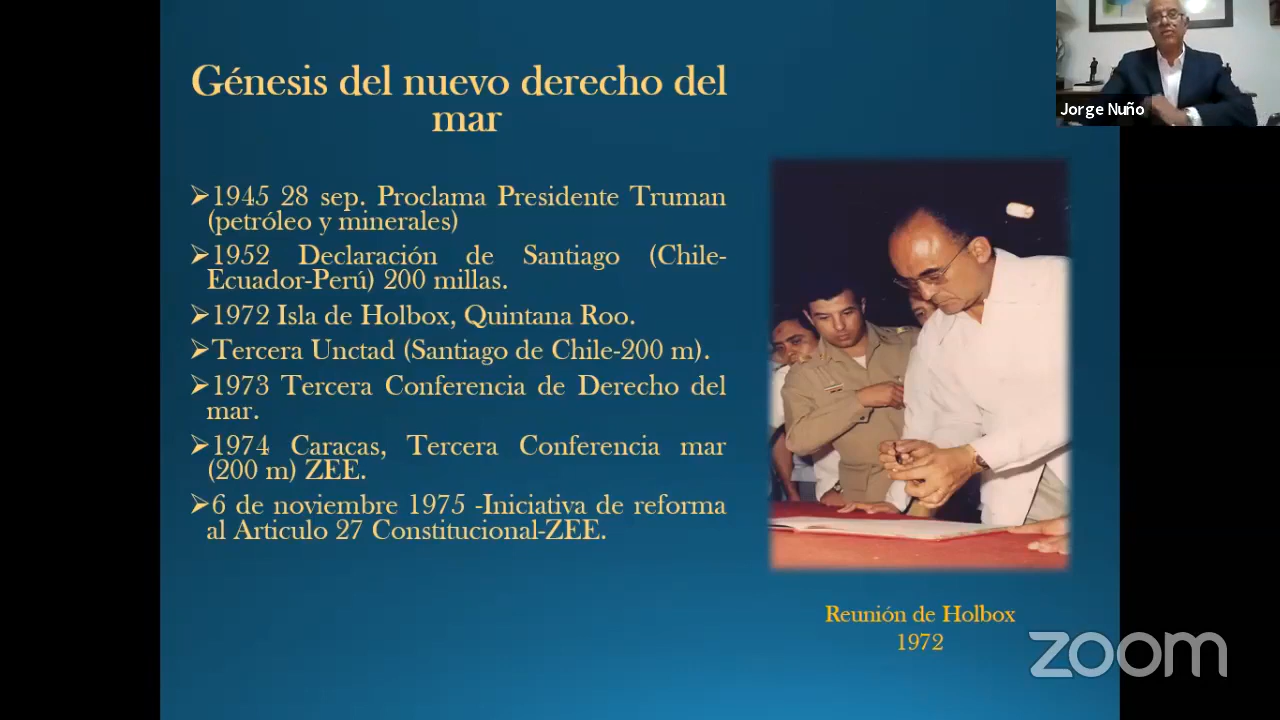 Génesis del nuevo derecho del
mar
Jorge Nuño
➢1945 28 sep. Proclama Presidente Truman
(petróleo y minerales)
➢1952 Declaración de Santiago (Chile-
Ecuador-Perú) 200 millas.
➢1972 Isla de Holbox, Quintana Roo.
➢Tercera Unctad (Santiago de Chile-200 m).
➢1973 Tercera Conferencia de Derecho del
mar.
➢1974 Caracas, Tercera Conferencia mar
(200 m) ZEE.
➢6 de noviembre 1975 -Iniciativa de reforma
al Articulo 27 Constitucional-ZEE.
Reunión de Holbox
1972
zoom